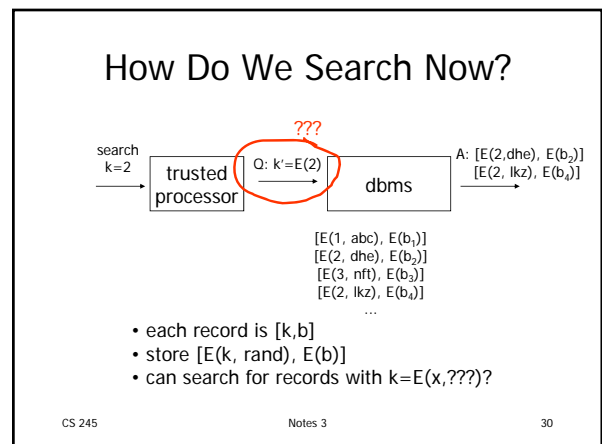 How Do We Search Now?
???
search
k=2
trusted
processor
Q: k'=E(2)
dbms
A: [E(2,dhe), E(b₂)]
[E(2, lkz), E(b₄)]
[E(1, abc), E(b₁)]
[E(2, dhe), E(b₂)]
[E(3, nft), E(b₃)]
[E(2, lkz), E(b₄)]
...
• each record is [k,b]
• store [E(k, rand), E(b)]
• can search for records with k=E(x,???)?
CS 245
Notes 3
30